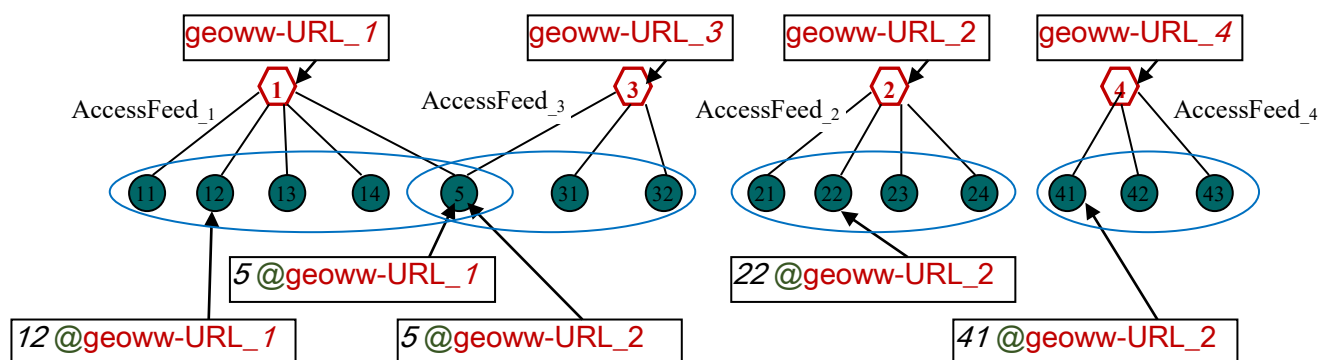 geoww-URL_1
geoww-URL_3
geoww-URL_2
geoww-URL_4
1
3
2
4
AccessFeed_1
AccessFeed_3
AccessFeed_2
AccessFeed_4
11
12
13
14
5
31
32
21
22
23
24
41
42
43
5 @geoww-URL_1
22 @geoww-URL_2
12 @geoww-URL_1
5 @geoww-URL_2
41 @geoww-URL_2